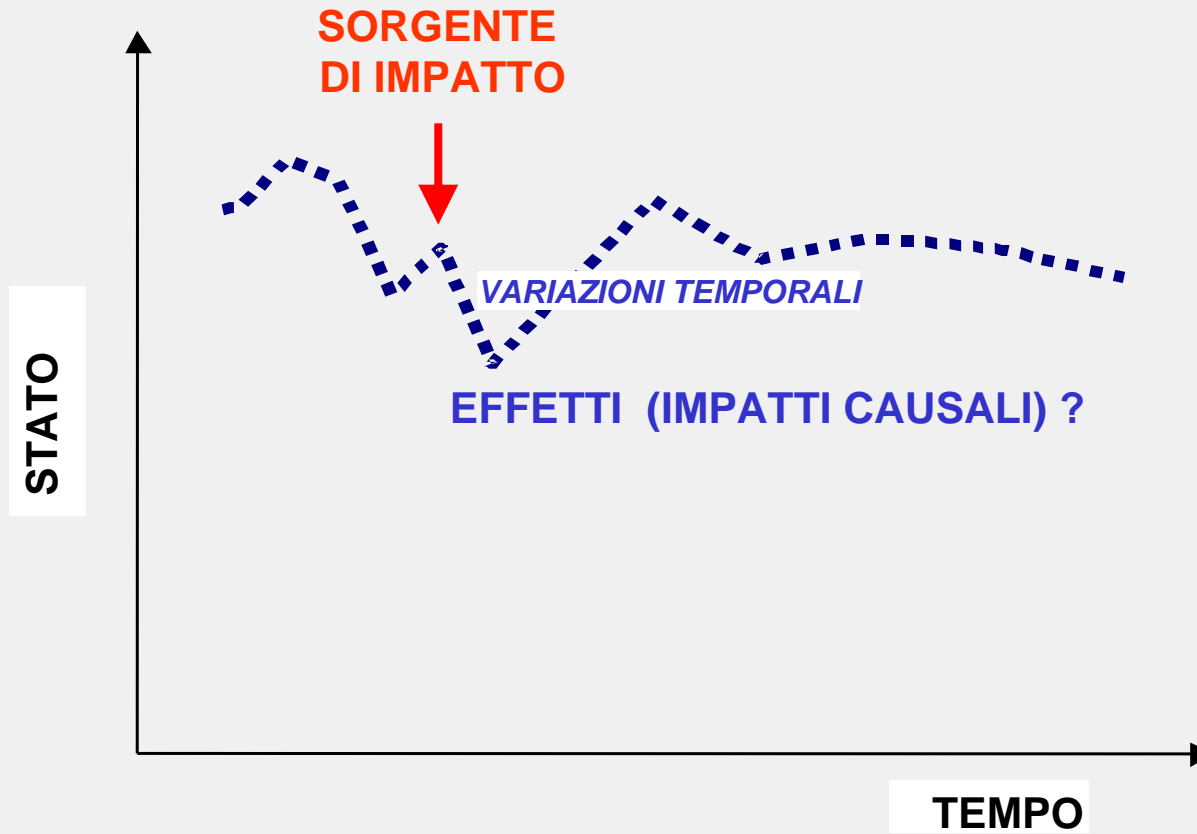 SORGENTE
DI IMPATTO
VARIAZIONI TEMPORALI
EFFETTI (IMPATTI CAUSALI) ?
STATO
TEMPO